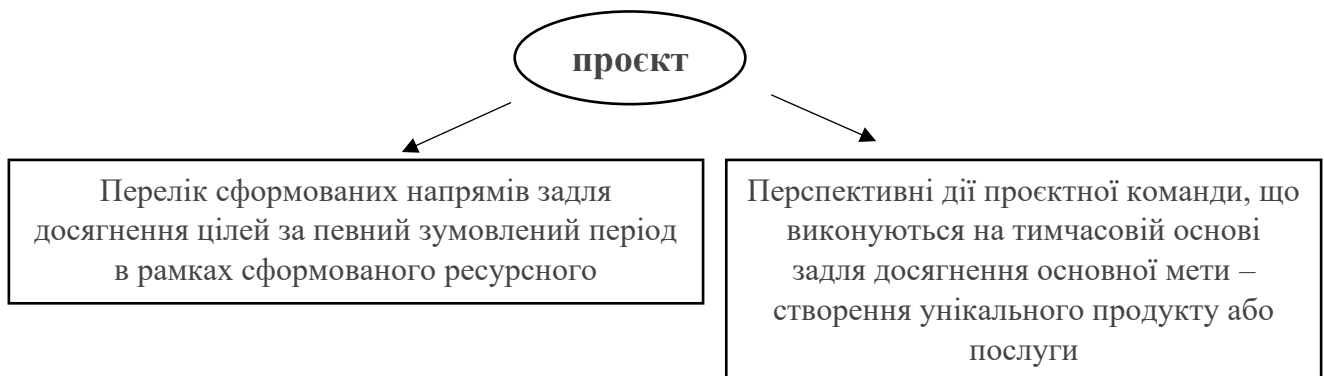 проєкт
Перелік сформованих напрямів задля
досягнення цілей за певний зумовлений період
в рамках сформованого ресурсного
Перспективні дії проєктної команди, що
виконуються на тимчасовій основі
задля досягнення основної мети –
створення унікального продукту або
послуги